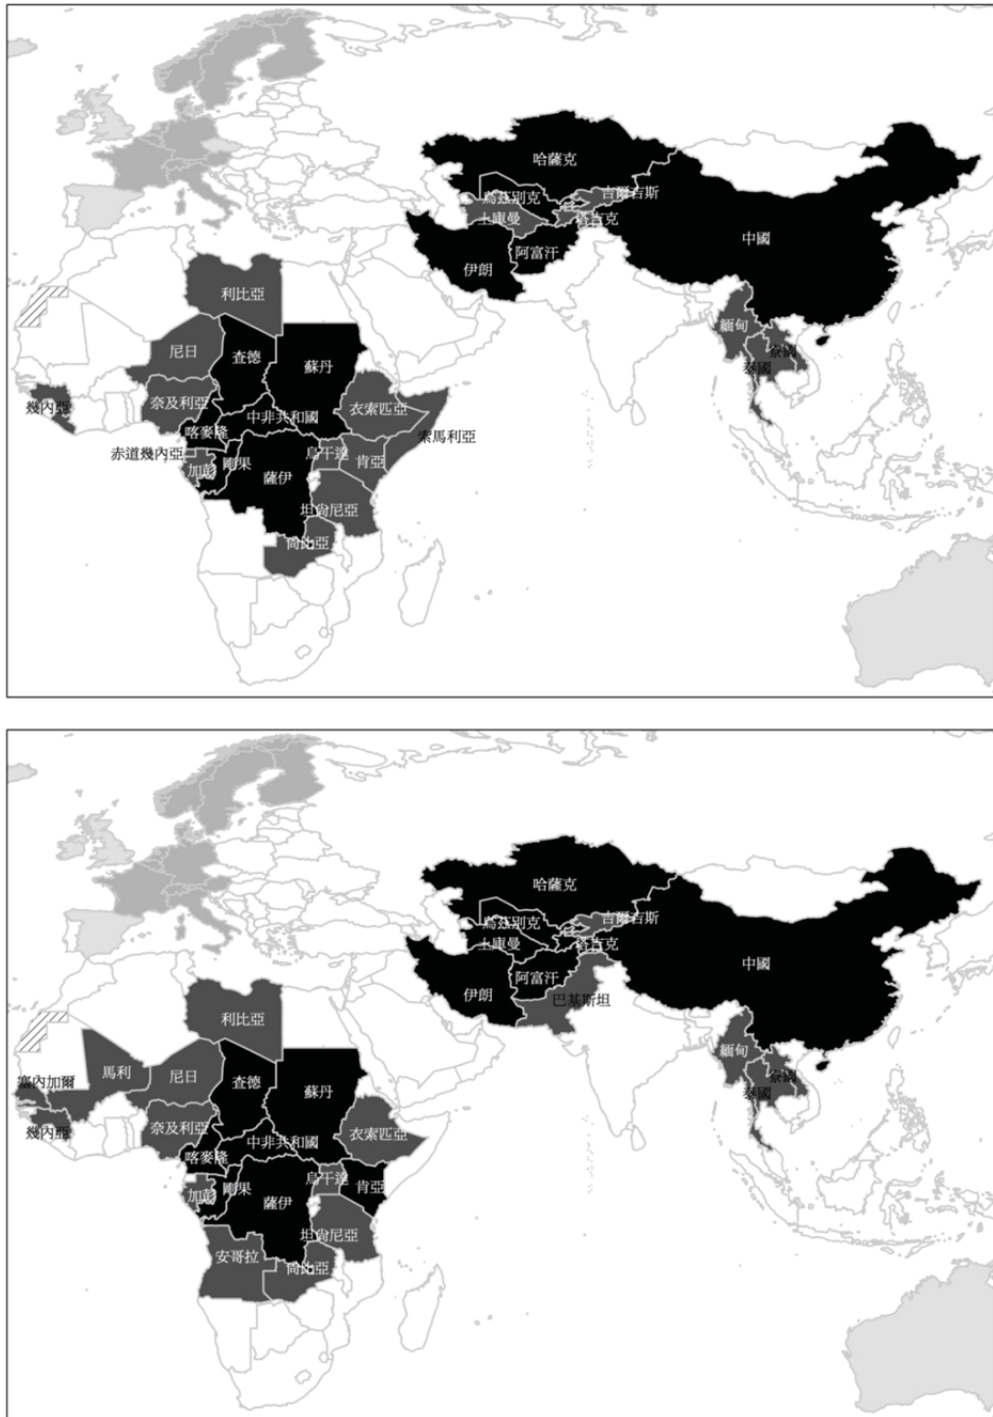 哈薩克
烏茲別克
吉爾吉斯
土庫曼
塔吉克
中國
阿富汗
伊朗
利比亞
緬甸
寮國
泰國
尼日
查德
蘇丹
幾內亞
奈及利亞
衣索匹亞
中非共和國
喀麥隆
索馬利亞
赤道幾內亞
加彭
剛果
薩伊
烏干達
肯亞
坦尚尼亞
尚比亞
哈薩克
烏茲別克
吉爾吉斯
土庫曼
塔吉克
中國
阿富汗
伊朗
巴基斯坦
利比亞
緬甸
寮國
泰國
塞內加爾
馬利
尼日
查德
蘇丹
幾內亞
奈及利亞
衣索匹亞
中非共和國
喀麥隆
加彭
剛果
薩伊
烏干達
肯亞
坦尚尼亞
安哥拉
尚比亞